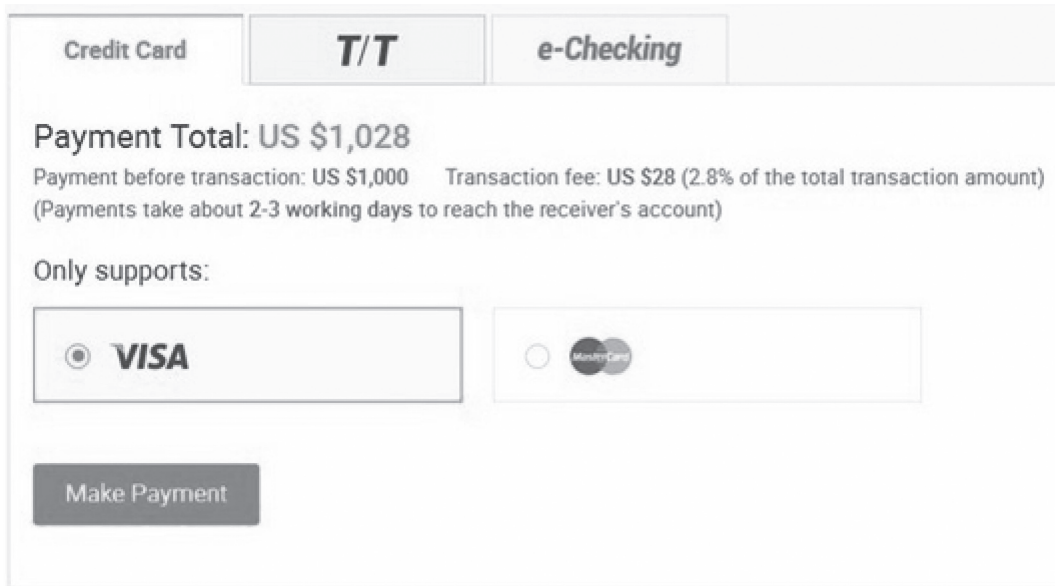 Credit Card T/T e-Checking
Payment Total: US $1,028
Payment before transaction: US $1,000 Transaction fee: US $28 (2.8% of the total transaction amount)
(Payments take about 2-3 working days to reach the receiver's account)
Only supports:
VISA MasterCard
Make Payment